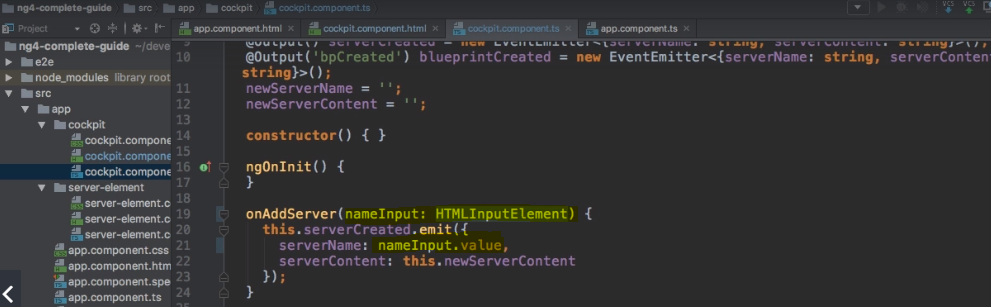 ng4-complete-guide src app cockpit cockpit.component.ts
Project app.component.html cockpit.component.html cockpit.component.ts app.component.ts
VCS VCS
ng4-complete-guide ~/deve
e2e
node_modules library root
src
app
cockpit
cockpit.compone
cockpit.compone
cockpit.compone
server-element
server-element.c
server-element.c
server-element.c
app.component.css
app.component.htm
app.component.spe
app.component.ts
9 @Output() serverCreated = new EventEmitter<{serverName: string, serverContent: string}>();
10 @Output('bpCreated') blueprintCreated = new EventEmitter<{serverName: string, serverConten
string}>();
11 newServerName = '';
12 newServerContent = '';
13
14 constructor() { }
15
16 ngOnInit() {
17 }
18
19 onAddServer(nameInput: HTMLInputElement) {
20 this.serverCreated.emit({
21 serverName: nameInput.value,
22 serverContent: this.newServerContent
23 });
24 }